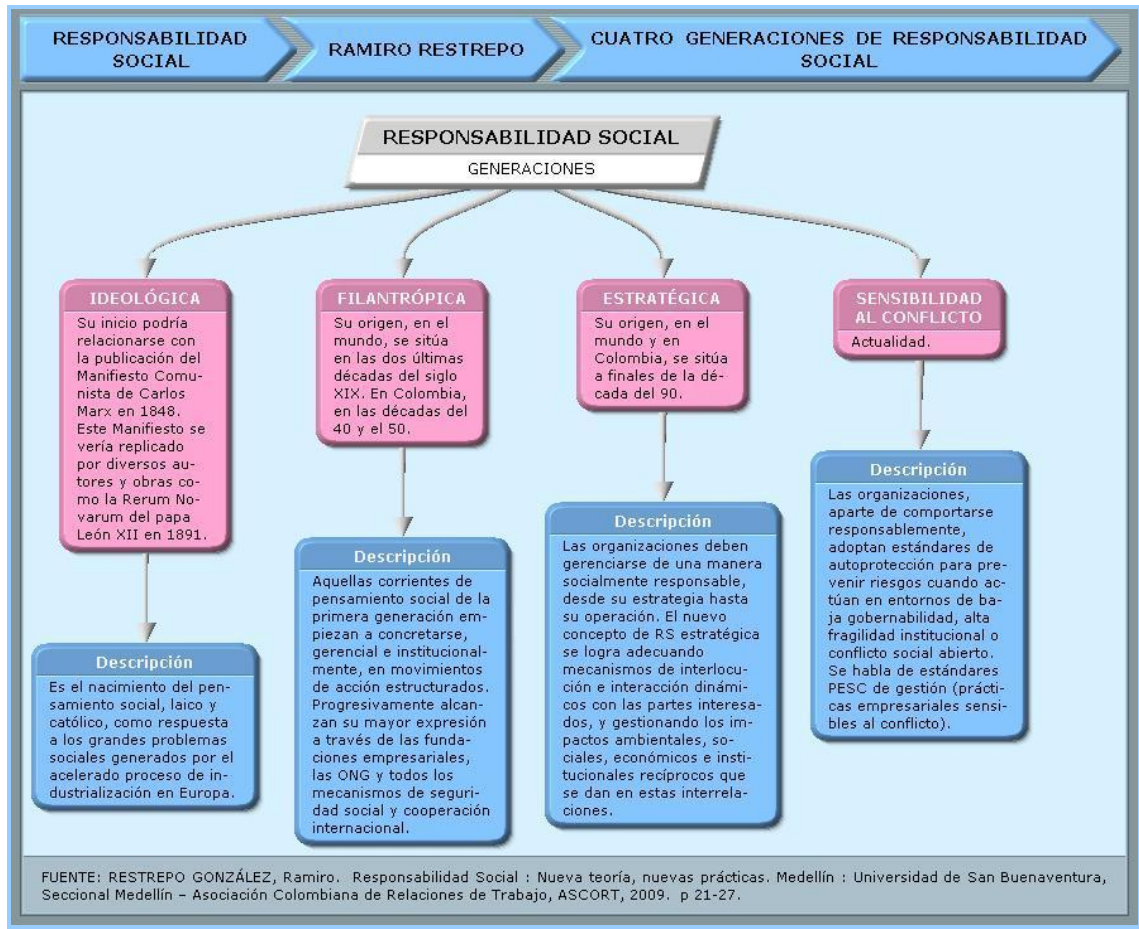 RESPONSABILIDAD
SOCIAL
RAMIRO RESTREPO
CUATRO GENERACIONES DE RESPONSABILIDAD
SOCIAL
RESPONSABILIDAD SOCIAL
GENERACIONES
IDEOLÓGICA
Su inicio podría
relacionarse con
la publicación del
Manifiesto Comu-
nista de Carlos
Marx en 1848.
Este Manifiesto se
vería replicado
por diversos au-
tores y obras co-
mo la Rerum No-
varum del papa
León XII en 1891.
Descripción
Es el nacimiento del pen-
samiento social, laico y
católico, como respuesta
a los grandes problemas
sociales generados por el
acelerado proceso de in-
dustrialización en Europa.
FILANTRÓPICA
Su origen, en el
mundo, se sitúa
en las dos últimas
décadas del siglo
XIX. En Colombia,
en las décadas del
40 y el 50.
Descripción
Aquellas corrientes de
pensamiento social de la
primera generación em-
piezan a concretarse,
gerencial e institucional-
mente, en movimientos
de acción estructurados.
Progresivamente alcan-
zan su mayor expresión
a través de las funda-
ciones empresariales,
las ONG y todos los
mecanismos de seguri-
dad social y cooperación
internacional.
ESTRATÉGICA
Su origen, en el
mundo y en
Colombia, se sitúa
a finales de la dé-
cada del 90.
Descripción
Las organizaciones deben
gerenciarse de una manera
socialmente responsable,
desde su estrategia hasta
su operación. El nuevo
concepto de RS estratégica
se logra adecuando
mecanismos de interlocu-
ción e interacción dinámi-
cos con las partes interesa-
das, y gestionando los im-
pactos ambientales, so-
ciales, económicos e insti-
tucionales recíprocos que
se dan en estas interrela-
ciones.
SENSIBILIDAD
AL CONFLICTO
Actualidad.
Descripción
Las organizaciones,
aparte de comportarse
responsablemente,
adoptan estándares de
autoprotección para pre-
venir riesgos cuando ac-
túan en entornos de ba-
ja gobernabilidad, alta
fragilidad institucional o
conflicto social abierto.
Se habla de estándares
PESC de gestión (prácti-
cas empresariales sensi-
bles al conflicto).
FUENTE: RESTREPO GONZÁLEZ, Ramiro. Responsabilidad Social : Nueva teoría, nuevas prácticas. Medellín : Universidad de San Buenaventura,
Seccional Medellín – Asociación Colombiana de Relaciones de Trabajo, ASCORT, 2009. p 21-27.